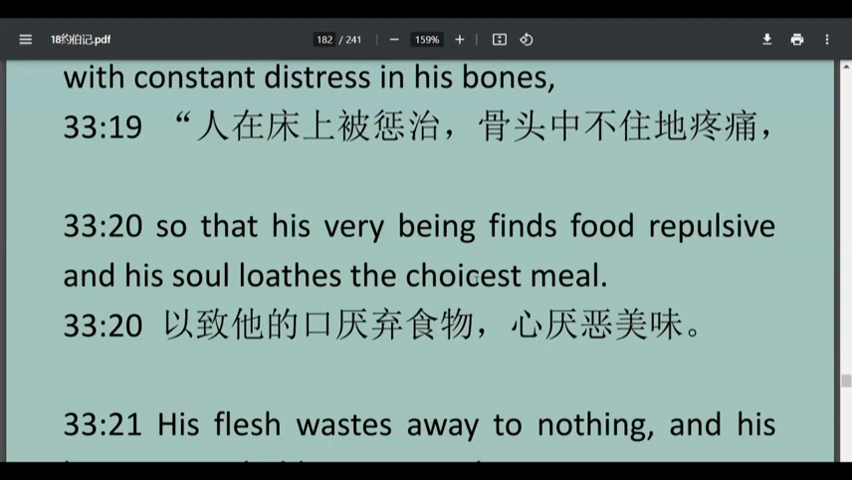 18约伯记.pdf
182 / 241
159%
with constant distress in his bones,
33:19 “人在床上被惩治，骨头中不住地疼痛，
33:20 so that his very being finds food repulsive
and his soul loathes the choicest meal.
33:20 以致他的口厌弃食物，心厌恶美味。
33:21 His flesh wastes away to nothing, and his